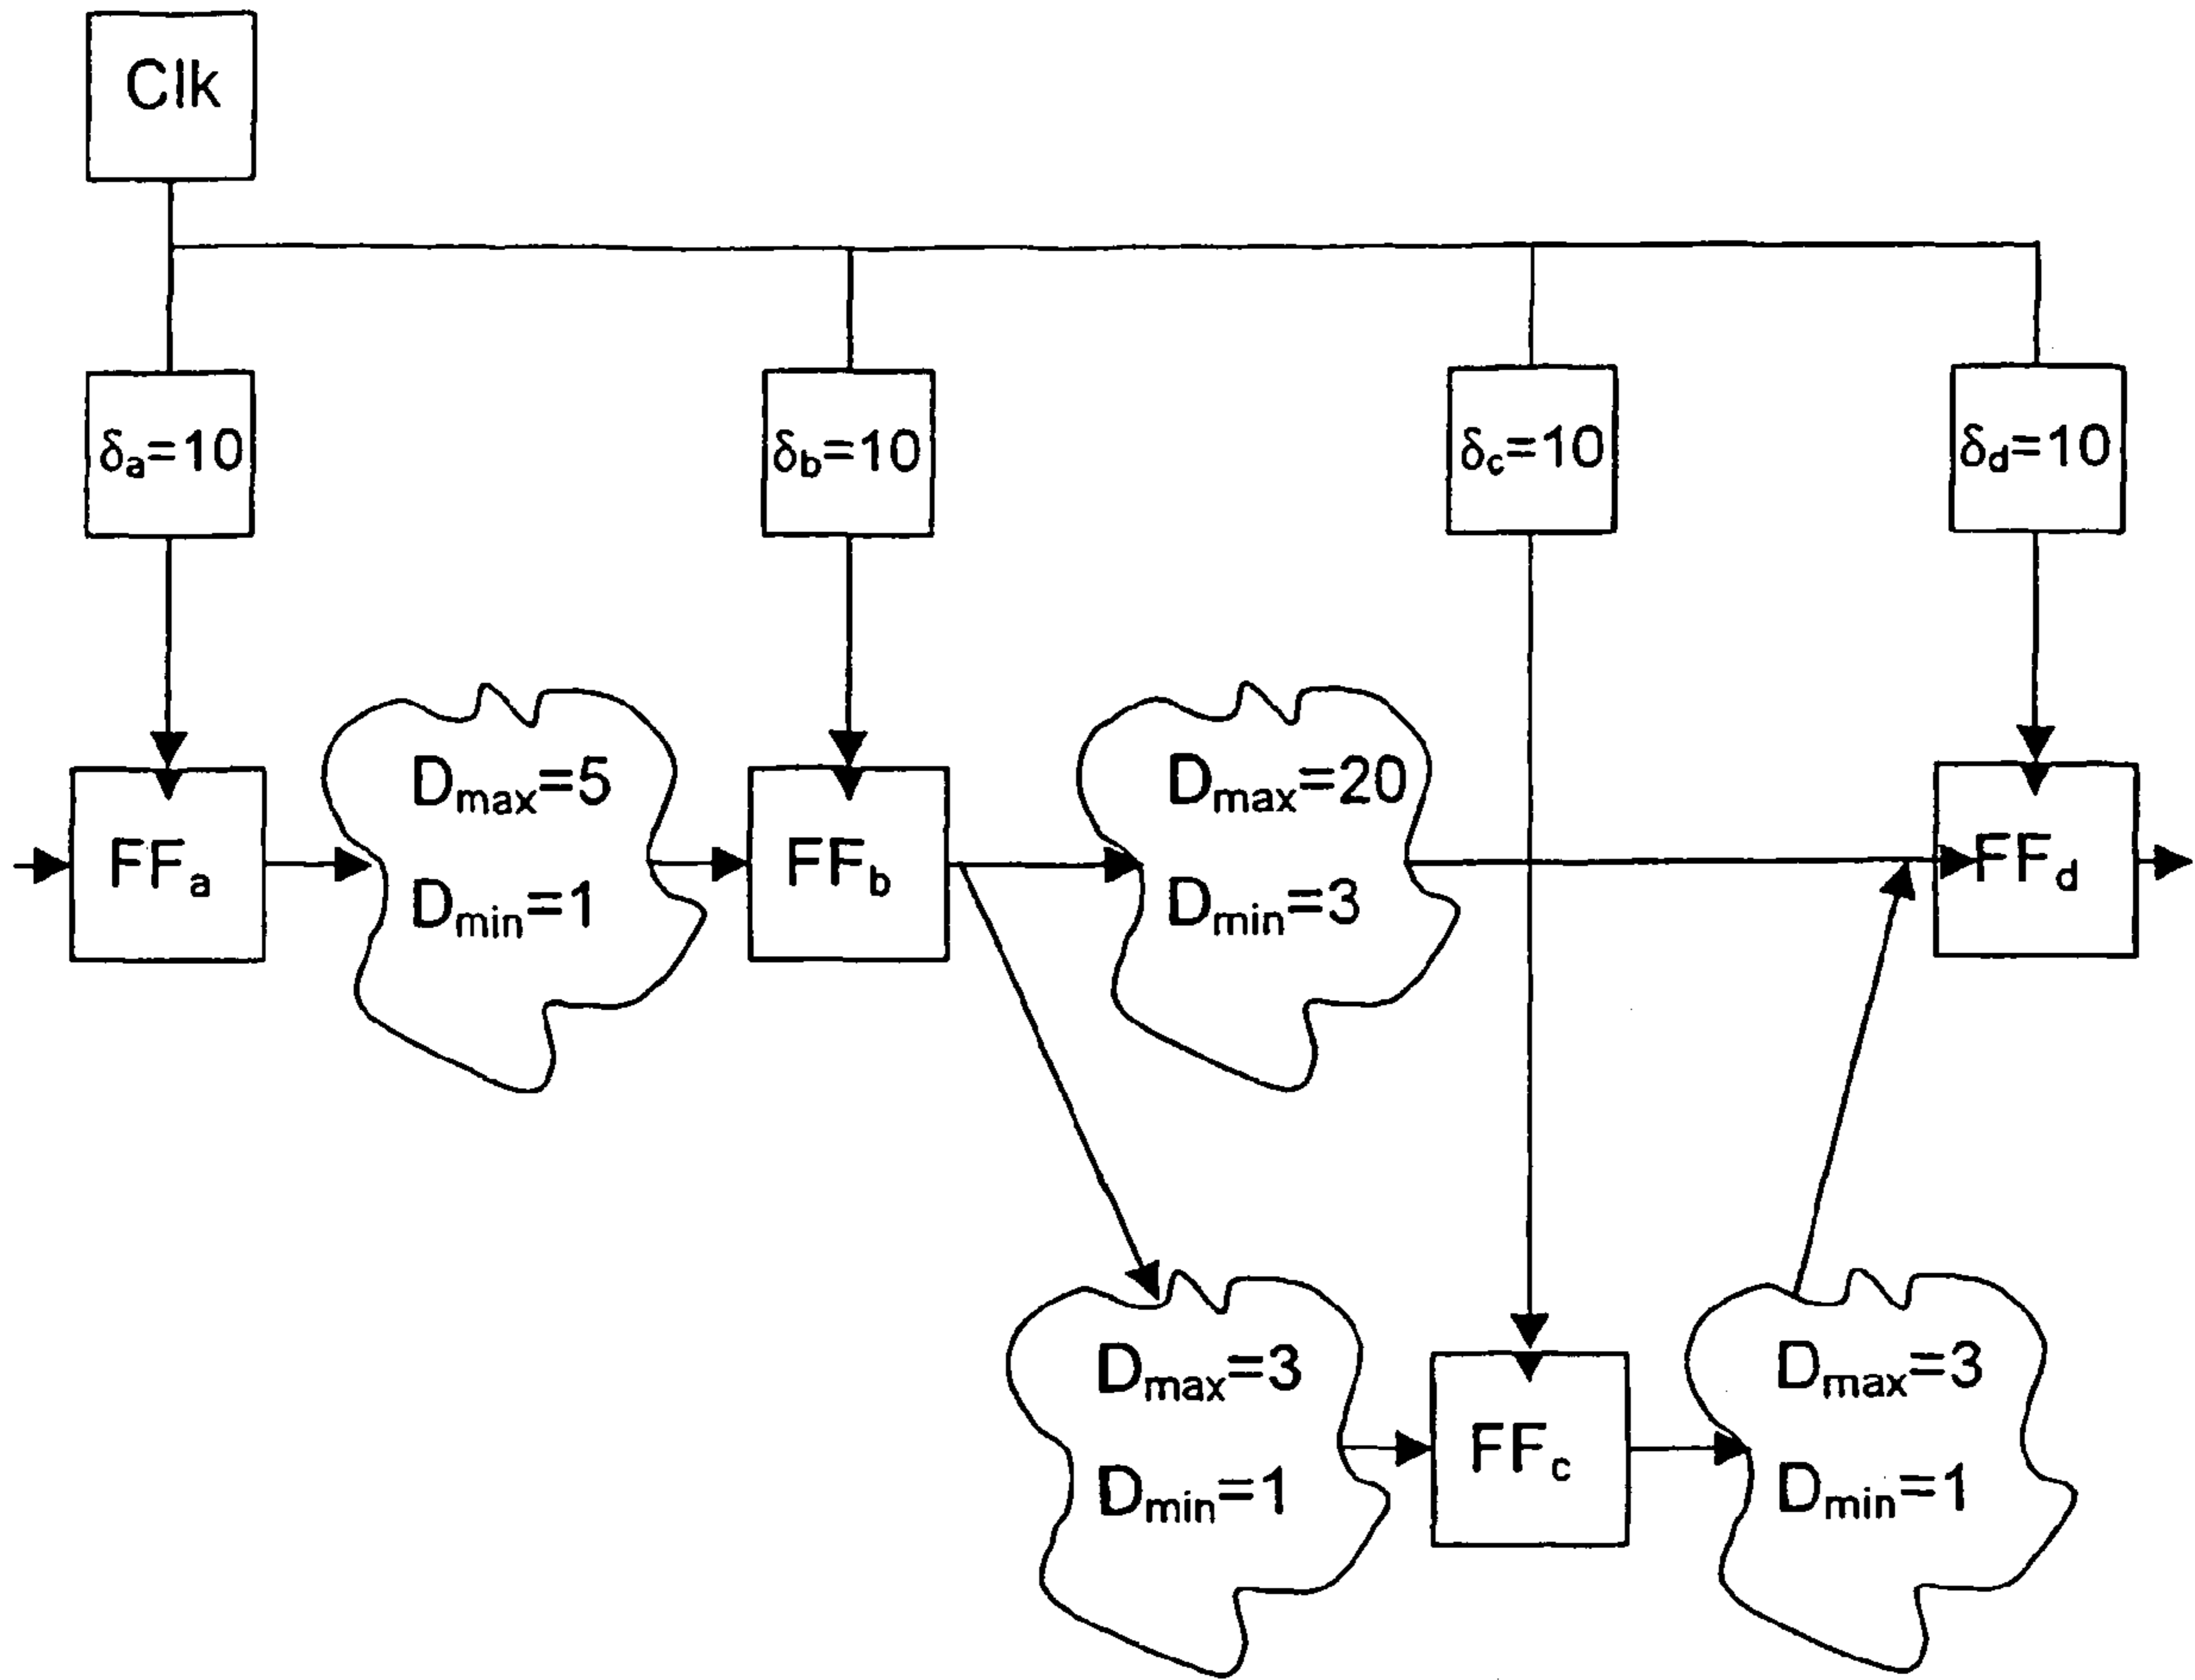 Clk
δa=10
δb=10
δc=10
δd=10
Dmax=5
Dmin=1
Dmax=20
Dmin=3
FFa
FFb
FFd
Dmax=3
Dmin=1
FFc
Dmax=3
Dmin=1